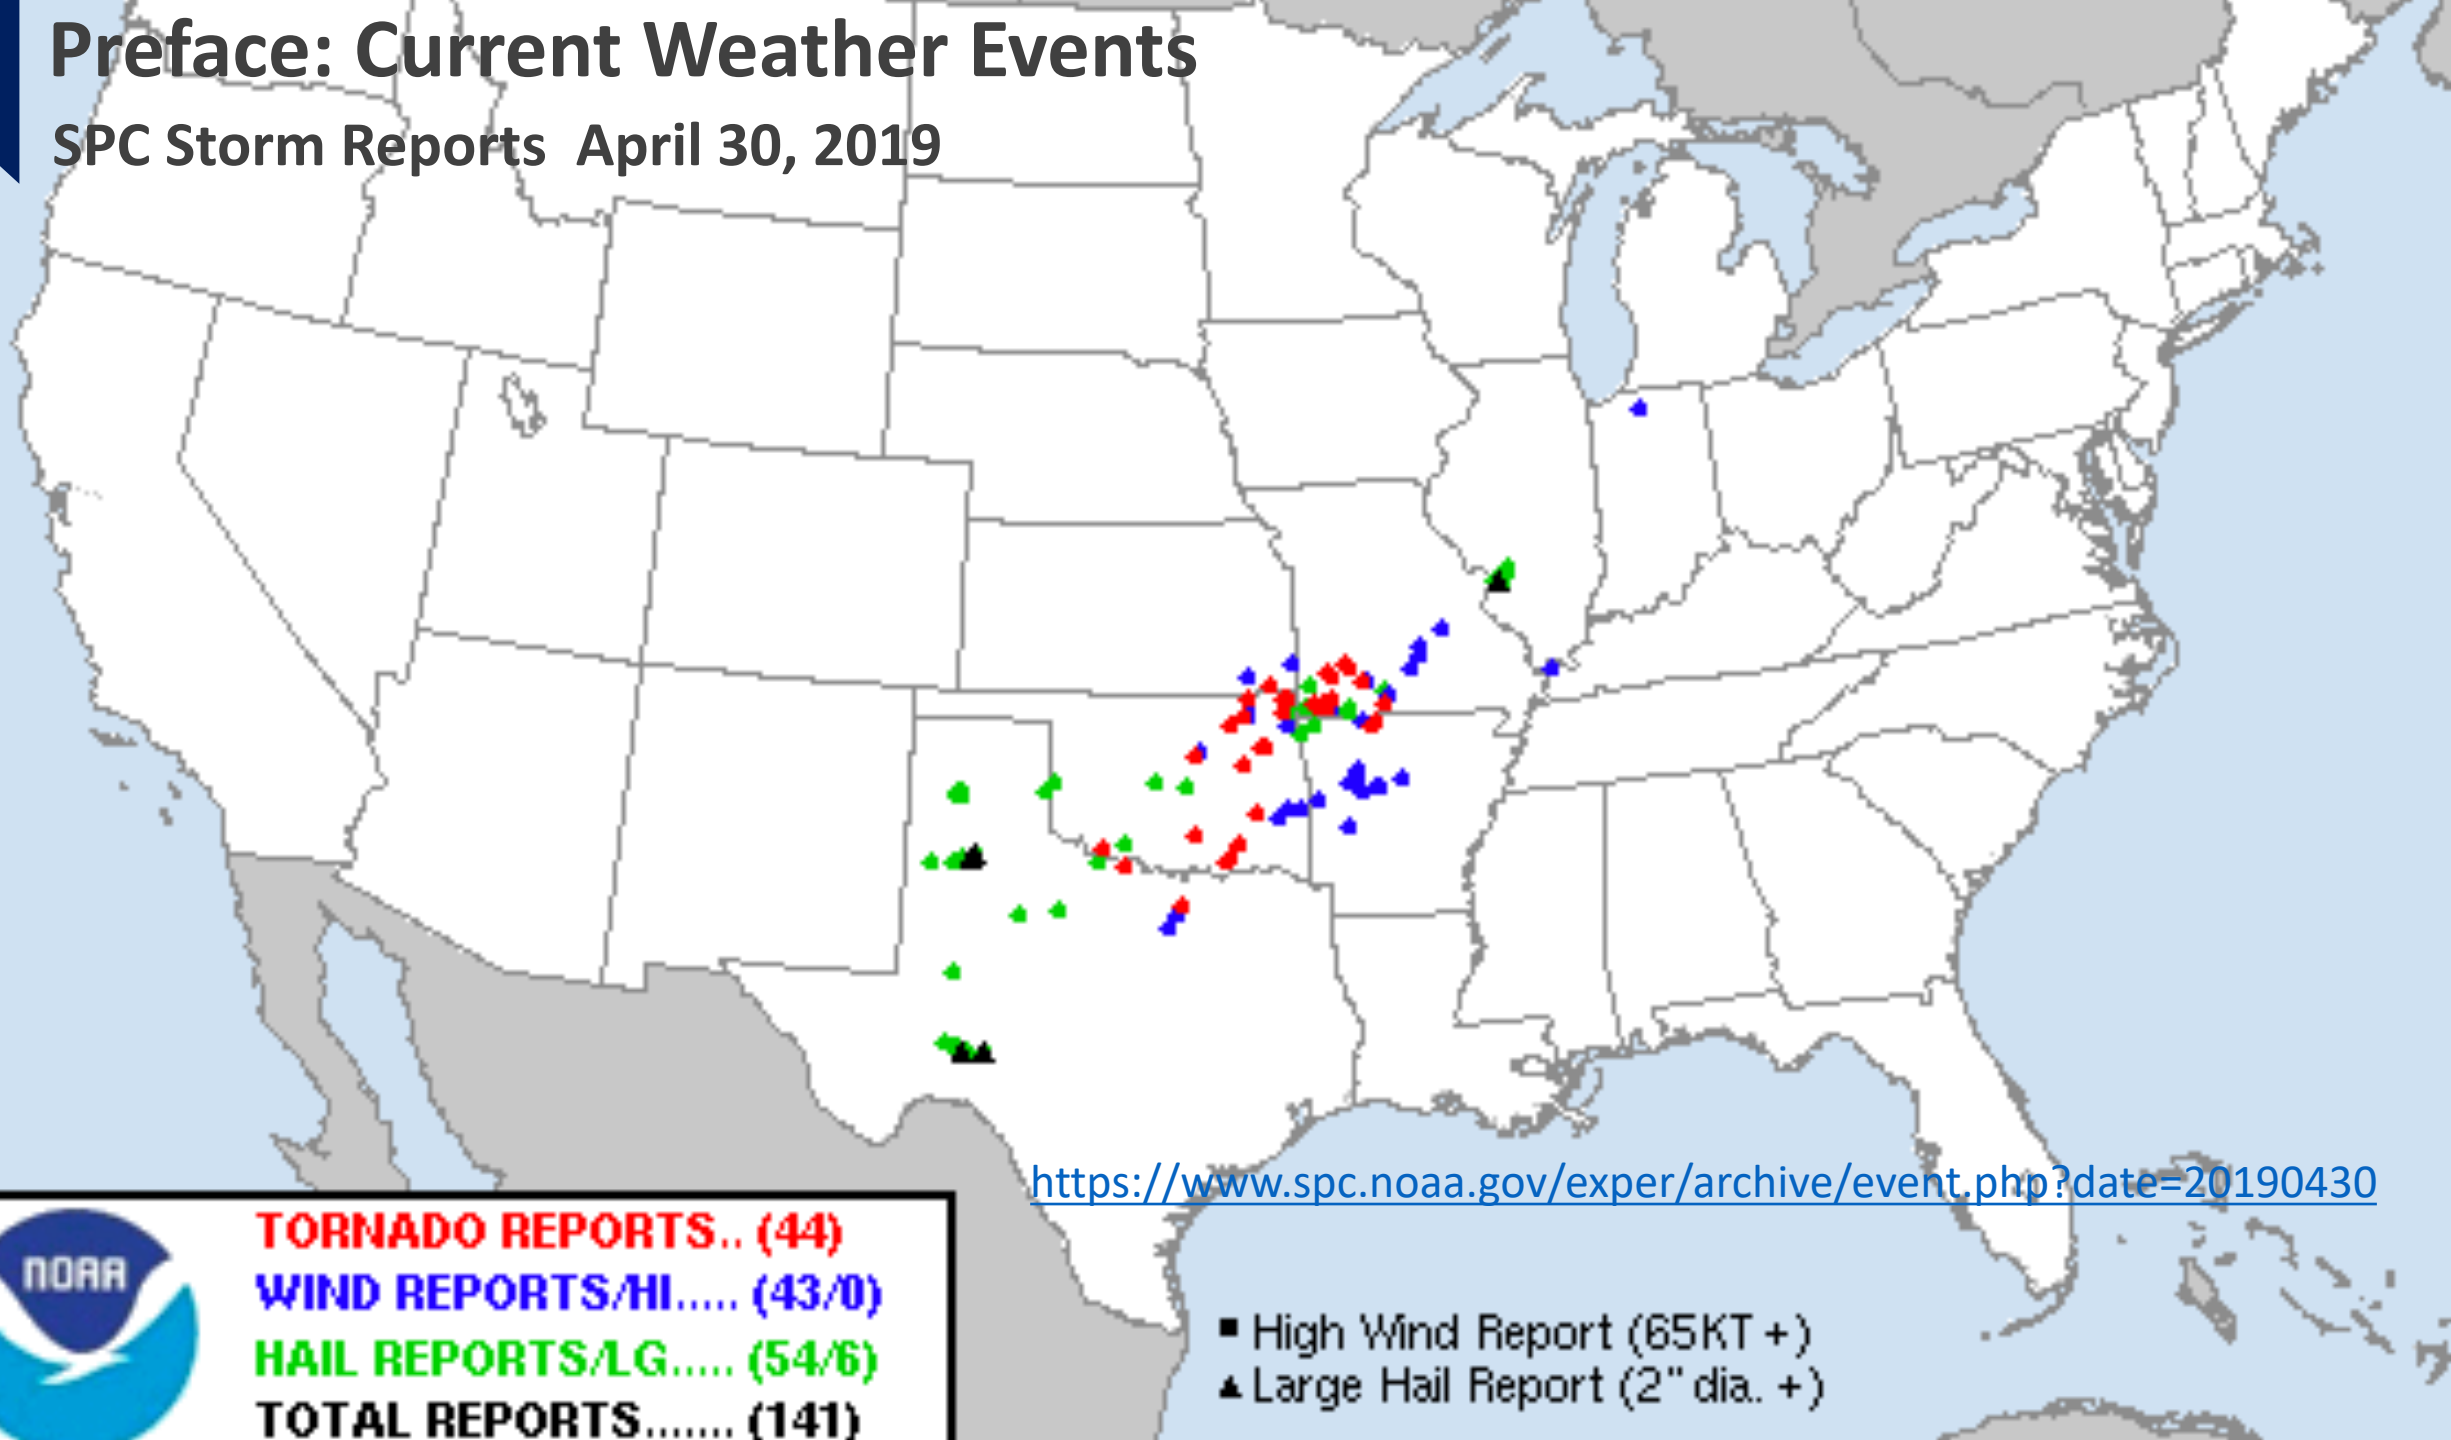 Preface: Current Weather Events
SPC Storm Reports  April 30, 2019
https://www.spc.noaa.gov/exper/archive/event.php?date=20190430
NOAA
TORNADO REPORTS.. (44)
WIND REPORTS/HI..... (43/0)
HAIL REPORTS/LG..... (54/6)
TOTAL REPORTS....... (141)
High Wind Report (65KT +)
Large Hail Report (2" dia. +)